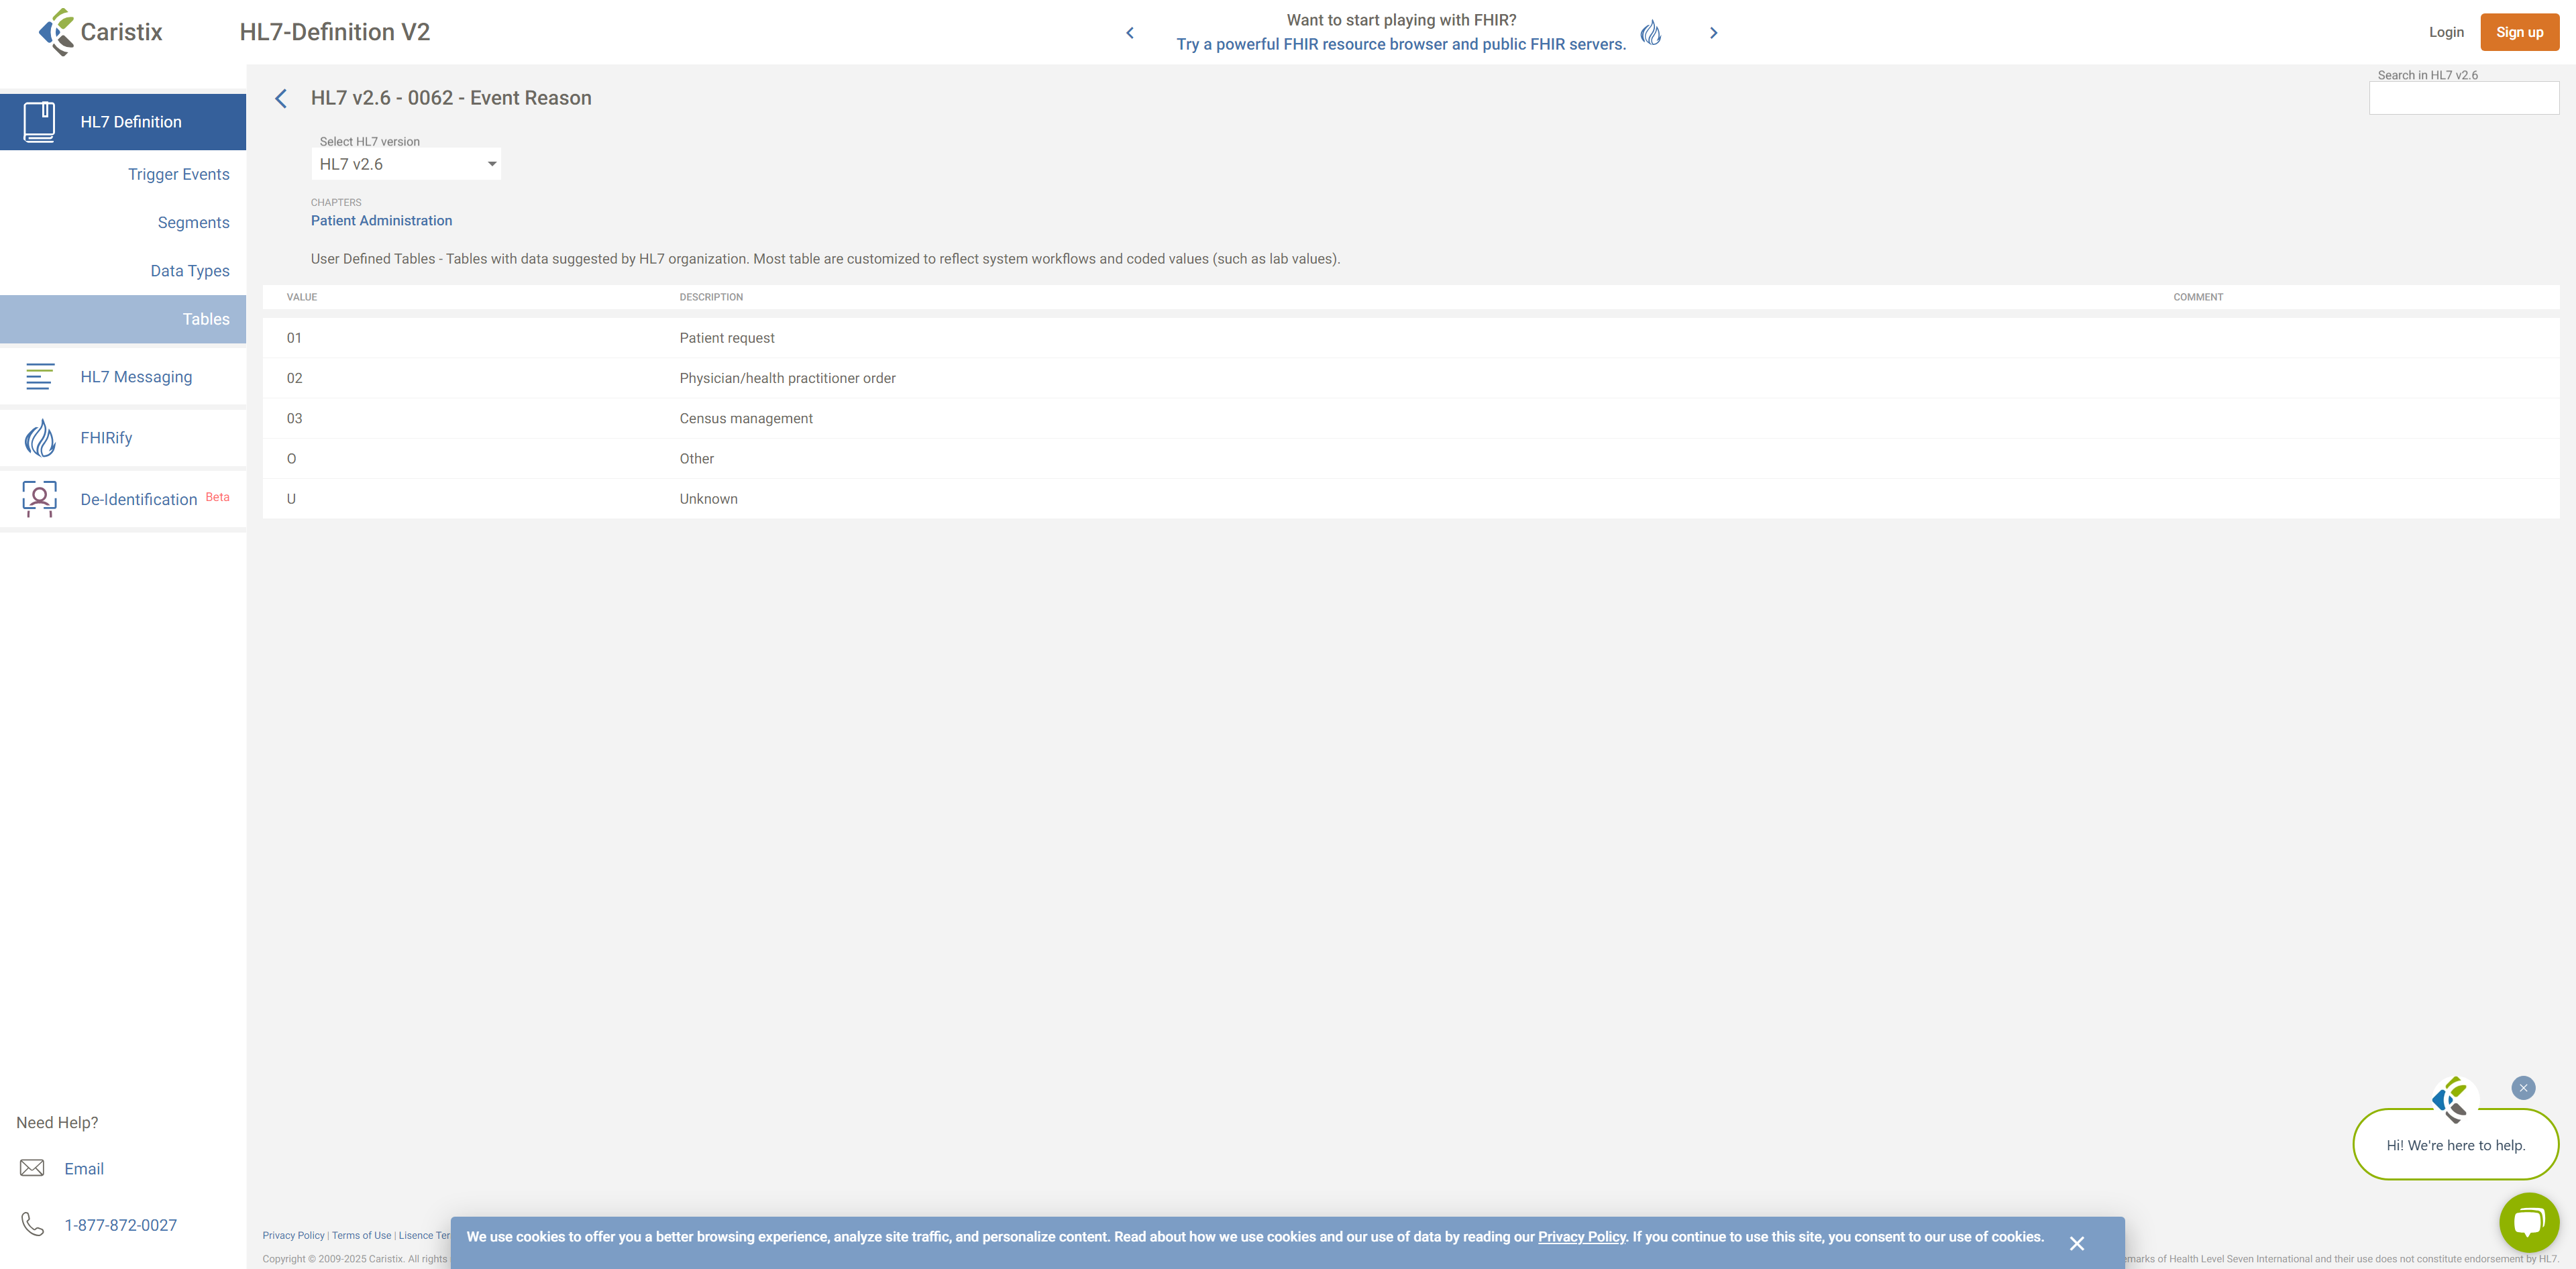 Caristix
HL7-Definition V2
Want to start playing with FHIR?
Try a powerful FHIR resource browser and public FHIR servers.
Login
Sign up
HL7 Definition
Trigger Events
Segments
Data Types
Tables
HL7 Messaging
FHIRify
De-Identification Beta
Need Help?
Email
1-877-872-0027
HL7 v2.6 - 0062 - Event Reason
Search in HL7 v2.6
Select HL7 version
HL7 v2.6
CHAPTERS
Patient Administration
User Defined Tables - Tables with data suggested by HL7 organization. Most table are customized to reflect system workflows and coded values (such as lab values).
VALUE DESCRIPTION COMMENT
01 Patient request
02 Physician/health practitioner order
03 Census management
O Other
U Unknown
Hi! We're here to help.
Privacy Policy | Terms of Use | Lisence Ter
We use cookies to offer you a better browsing experience, analyze site traffic, and personalize content. Read about how we use cookies and our use of data by reading our Privacy Policy. If you continue to use this site, you consent to our use of cookies.
Copyright © 2009-2025 Caristix. All rights
emarks of Health Level Seven International and their use does not constitute endorsement by HL7.